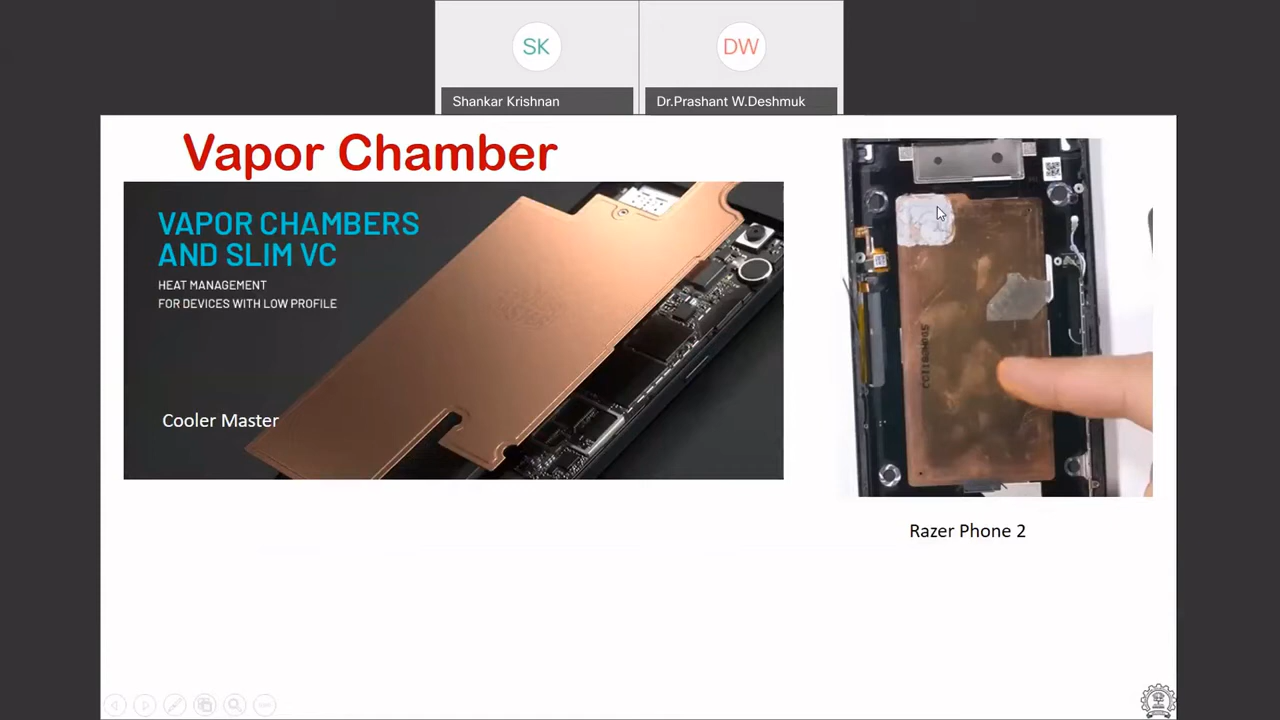 SK
DW
Shankar Krishnan
Dr.Prashant W.Deshmuk
Vapor Chamber
VAPOR CHAMBERS
AND SLIM VC
HEAT MANAGEMENT
FOR DEVICES WITH LOW PROFILE
Cooler Master
Razer Phone 2